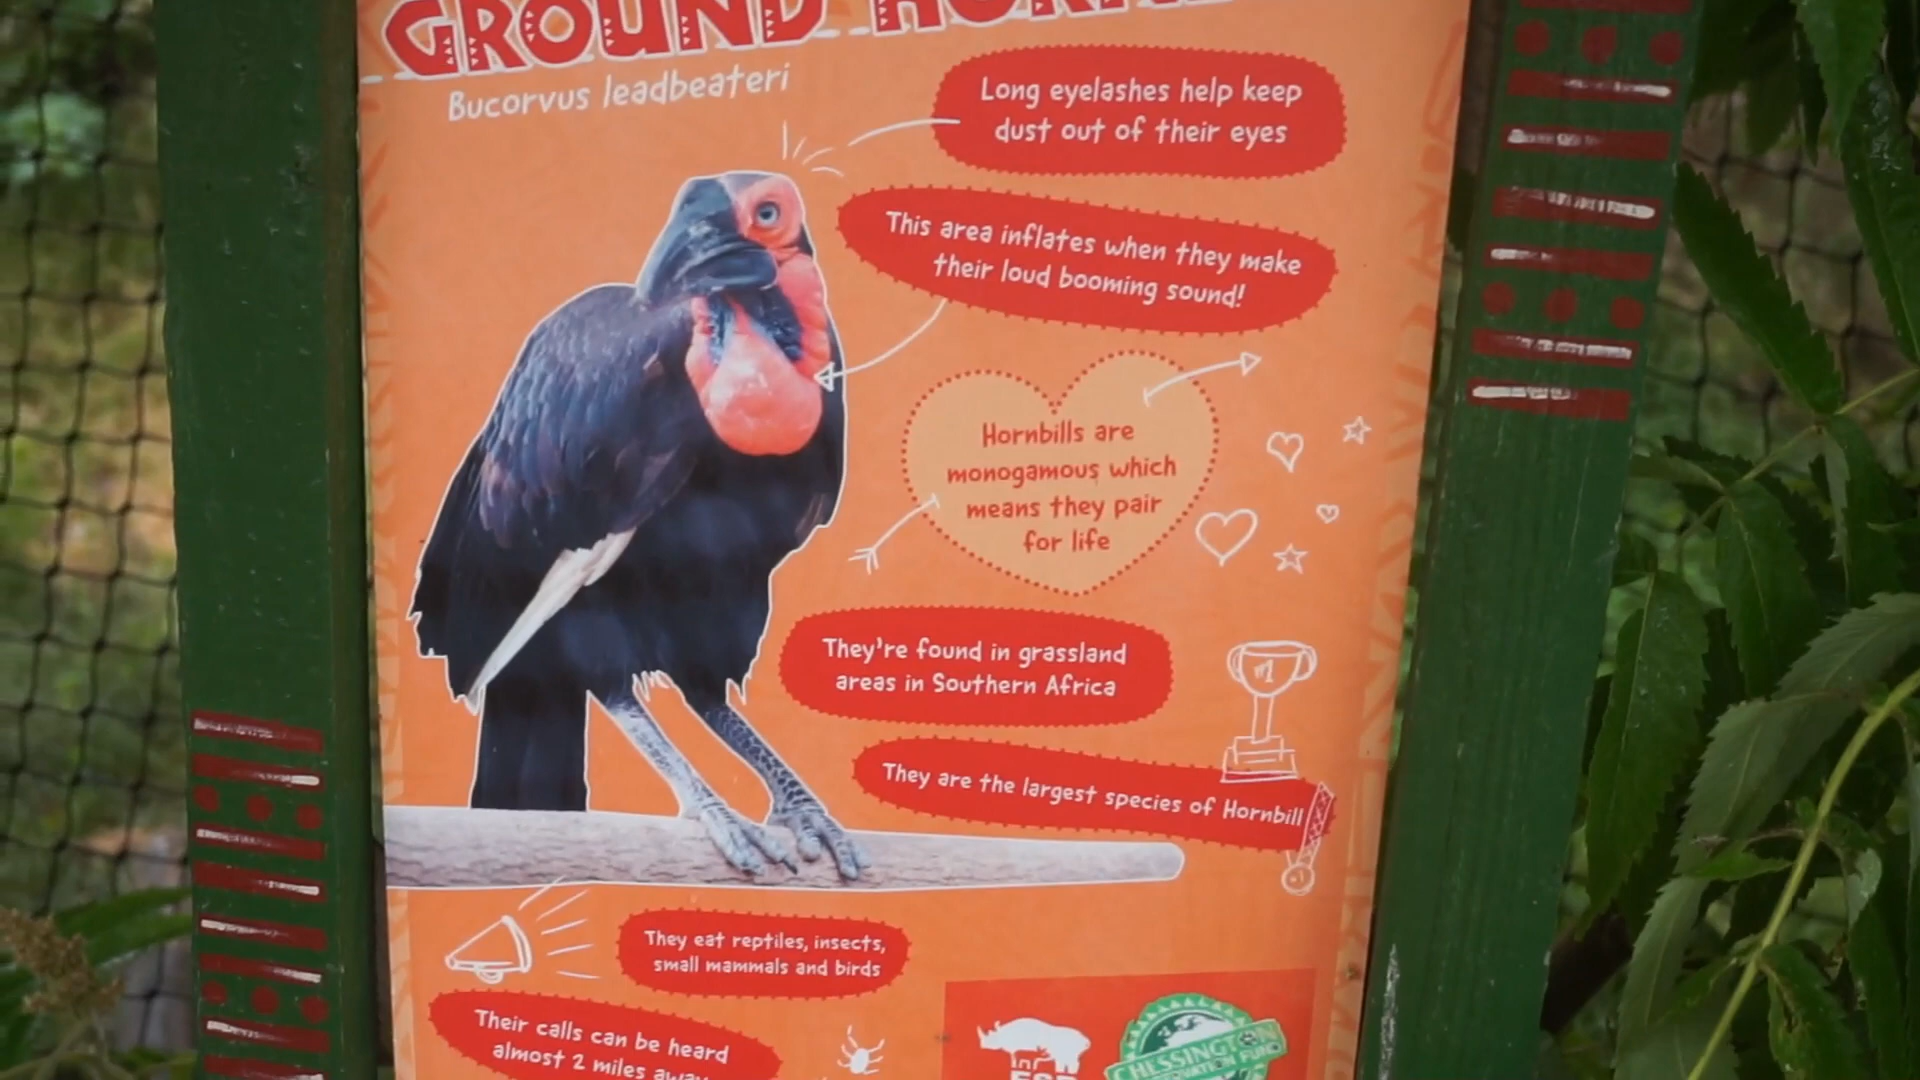 GROUND
Bucorvus leadbeateri
Long eyelashes help keep
dust out of their eyes
This area inflates when they make
their loud booming sound!
Hornbills are
monogamous which
means they pair
for life
#1
They're found in grassland
areas in Southern Africa
They are the largest species of Hornbill
#1
They eat reptiles, insects,
small mammals and birds
Their calls can be heard
almost 2 miles away
CHESSINGTON